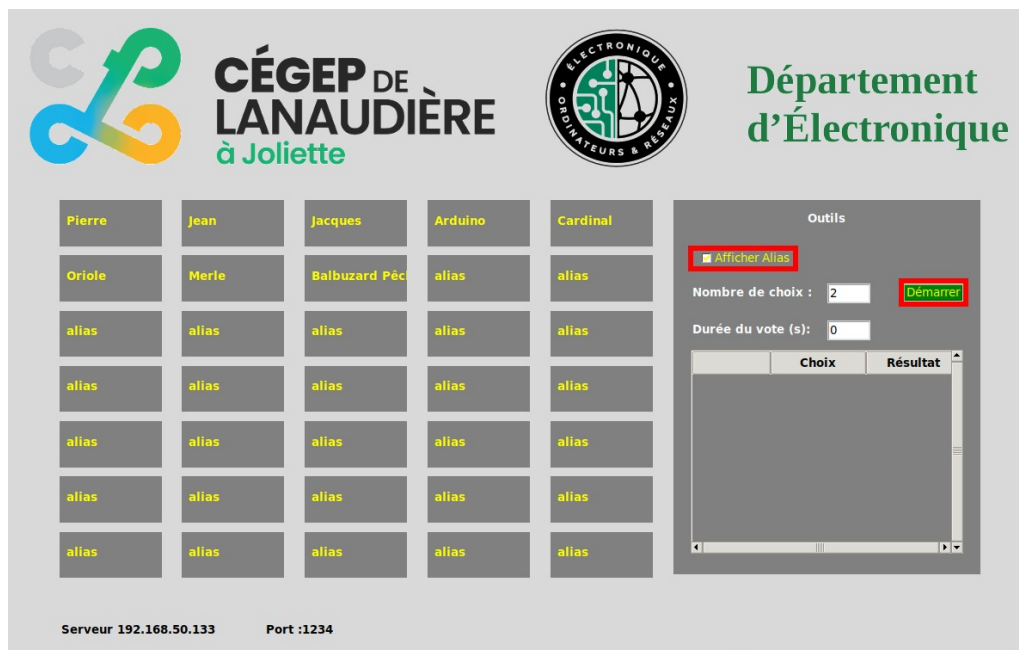 CÉGEP DE
LANAUDIÈRE
à Joliette
ÉLECTRONIQUE
ORDINATEURS & RÉSEAUX
Département
d’Électronique
Pierre Jean Jacques Arduino Cardinal
Oriole Merle Balbuzard Pêc alias alias
alias alias alias alias alias
alias alias alias alias alias
alias alias alias alias alias
alias alias alias alias alias
alias alias alias alias alias
Outils
Afficher Alias
Nombre de choix : 2 Démarrer
Durée du vote (s): 0
Choix Résultat
Serveur 192.168.50.133 Port :1234